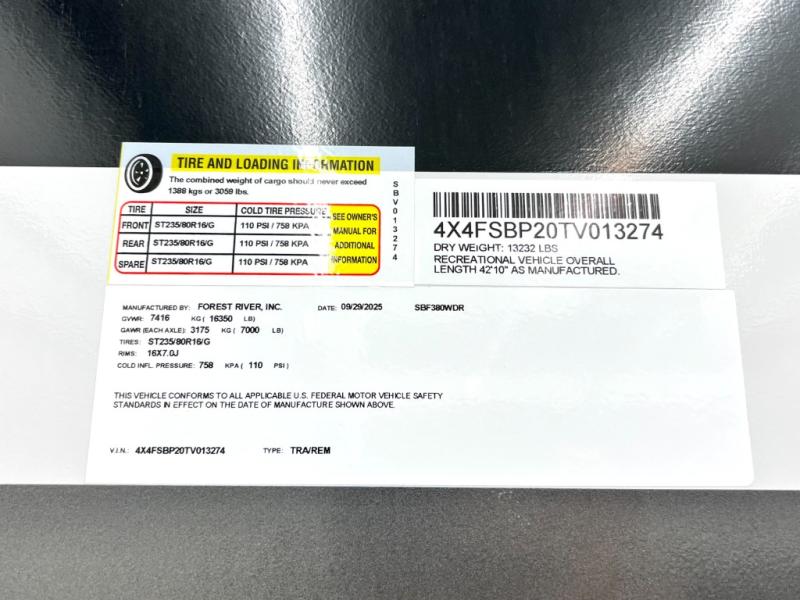 TIRE AND LOADING INFORMATION
The combined weight of cargo should never exceed
1388 kgs or 3059 lbs.
TIRE SIZE COLD TIRE PRESSURE
FRONT ST235/80R16/G 110 PSI / 758 KPA
REAR ST235/80R16/G 110 PSI / 758 KPA
SPARE ST235/80R16/G 110 PSI / 758 KPA
SEE OWNER'S
MANUAL FOR
ADDITIONAL
INFORMATION
SBV013274
4X4FSBP20TV013274
DRY WEIGHT: 13232 LBS
RECREATIONAL VEHICLE OVERALL
LENGTH 42'10" AS MANUFACTURED.
MANUFACTURED BY: FOREST RIVER, INC. DATE: 09/29/2025 SBF380WDR
GVWR: 7416 KG ( 16350 LB)
GAWR (EACH AXLE): 3175 KG ( 7000 LB)
TIRES: ST235/80R16/G
RIMS: 16X7.0J
COLD INFL. PRESSURE: 758 KPA ( 110 PSI)
THIS VEHICLE CONFORMS TO ALL APPLICABLE U.S. FEDERAL MOTOR VEHICLE SAFETY
STANDARDS IN EFFECT ON THE DATE OF MANUFACTURE SHOWN ABOVE.
V.I.N.: 4X4FSBP20TV013274 TYPE: TRA/REM